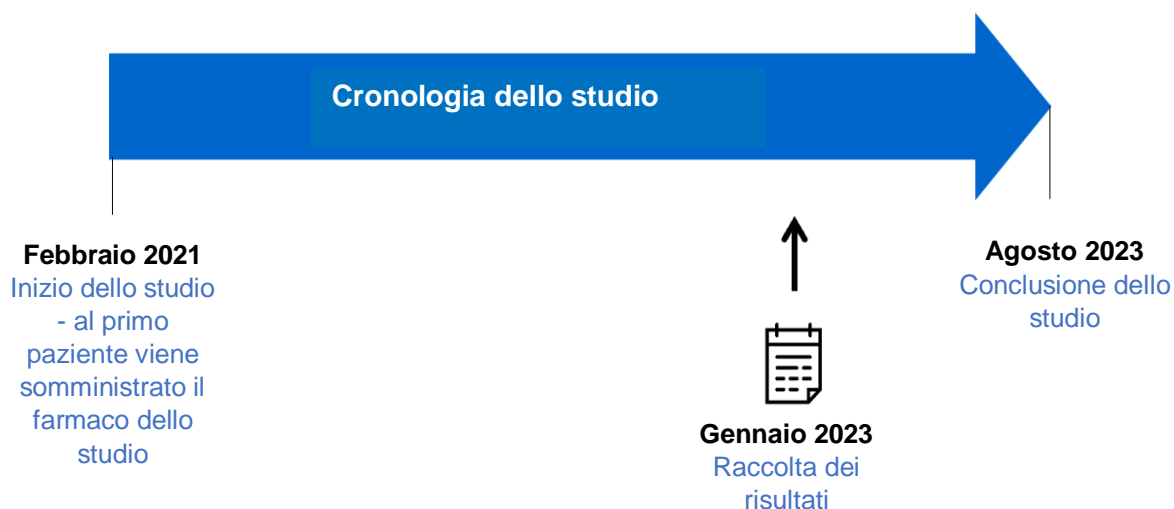 Cronologia dello studio
Febbraio 2021
Inizio dello studio
- al primo
paziente viene
somministrato il
farmaco dello
studio
Gennaio 2023
Raccolta dei
risultati
Agosto 2023
Conclusione dello
studio